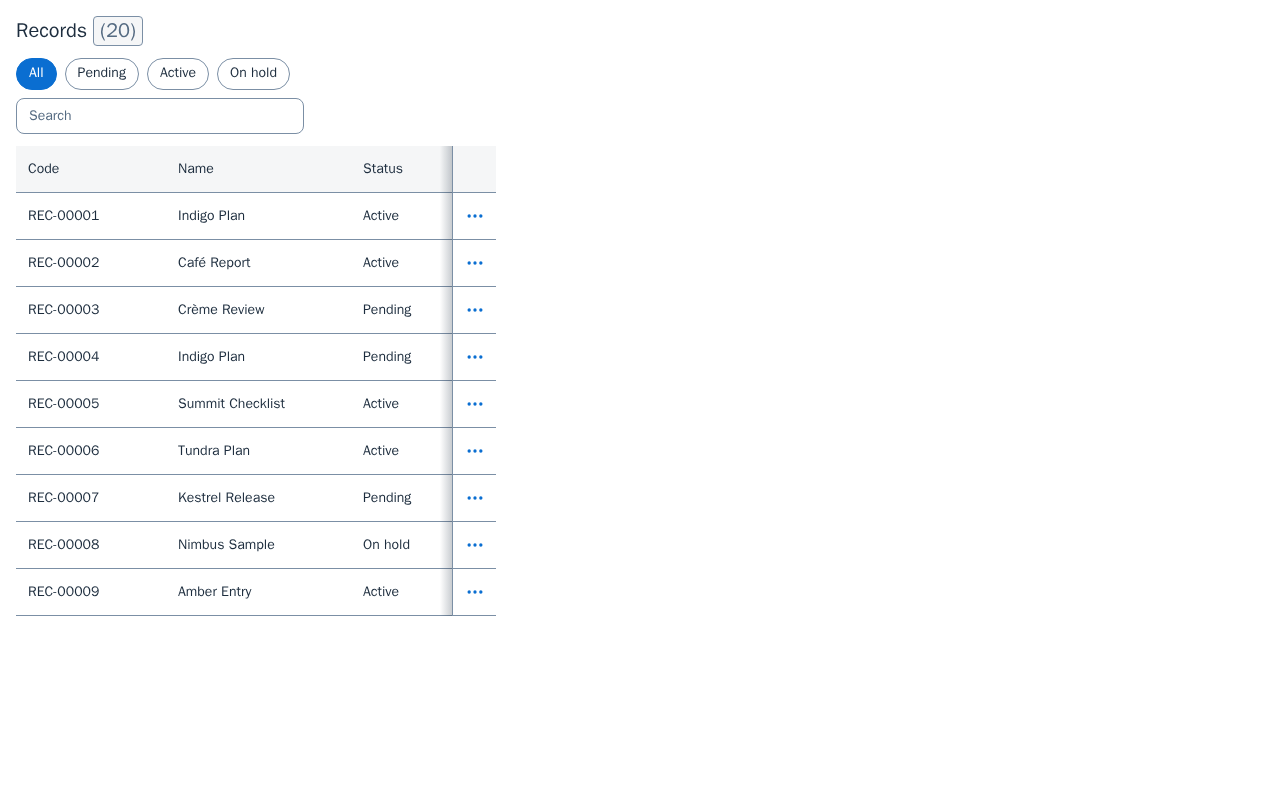 Records (20)
All Pending Active On hold
Search
Code Name Status
REC-00001 Indigo Plan Active
REC-00002 Café Report Active
REC-00003 Crème Review Pending
REC-00004 Indigo Plan Pending
REC-00005 Summit Checklist Active
REC-00006 Tundra Plan Active
REC-00007 Kestrel Release Pending
REC-00008 Nimbus Sample On hold
REC-00009 Amber Entry Active